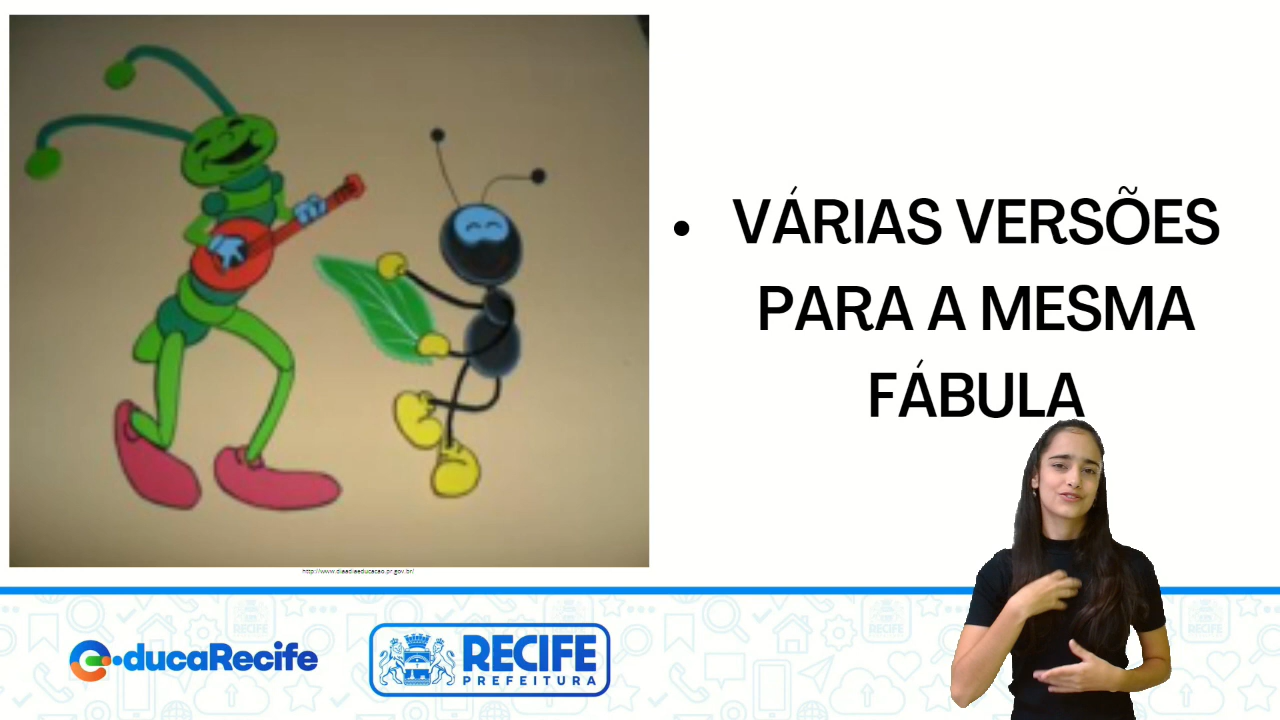 • VÁRIAS VERSÕES
PARA A MESMA
FÁBULA
http://www.diaadiaeducacao.pr.gov.br/
educaRecife
RECIFE
PREFEITURA